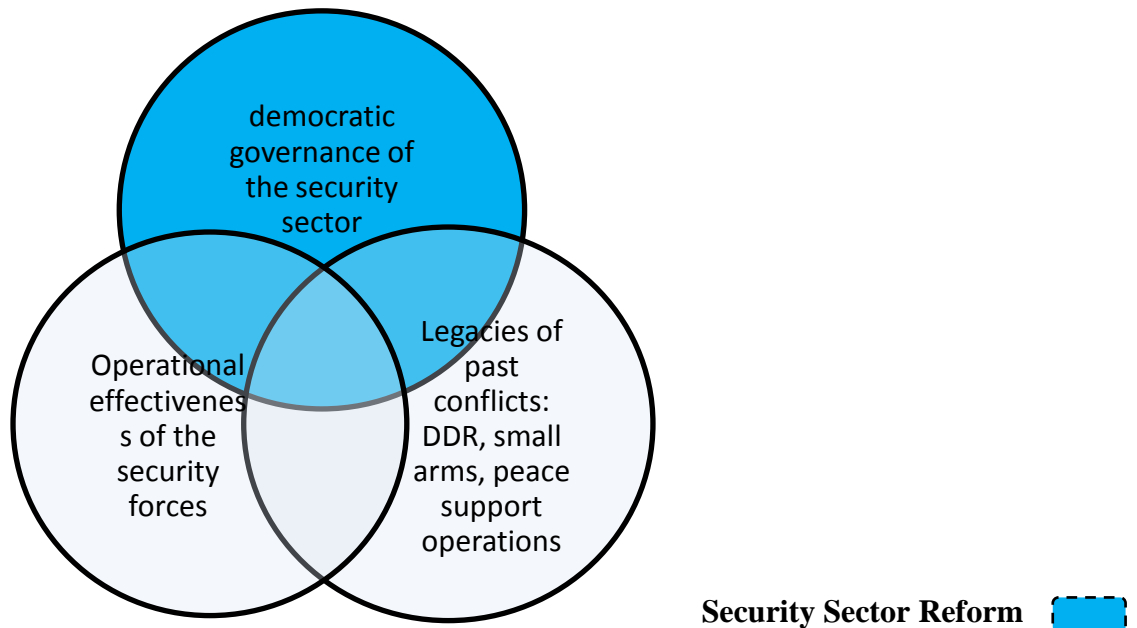 democratic
governance of
the security
sector
Operational
effectivenes
s of the
security
forces
Legacies of
past
conflicts:
DDR, small
arms, peace
support
operations
Security Sector Reform